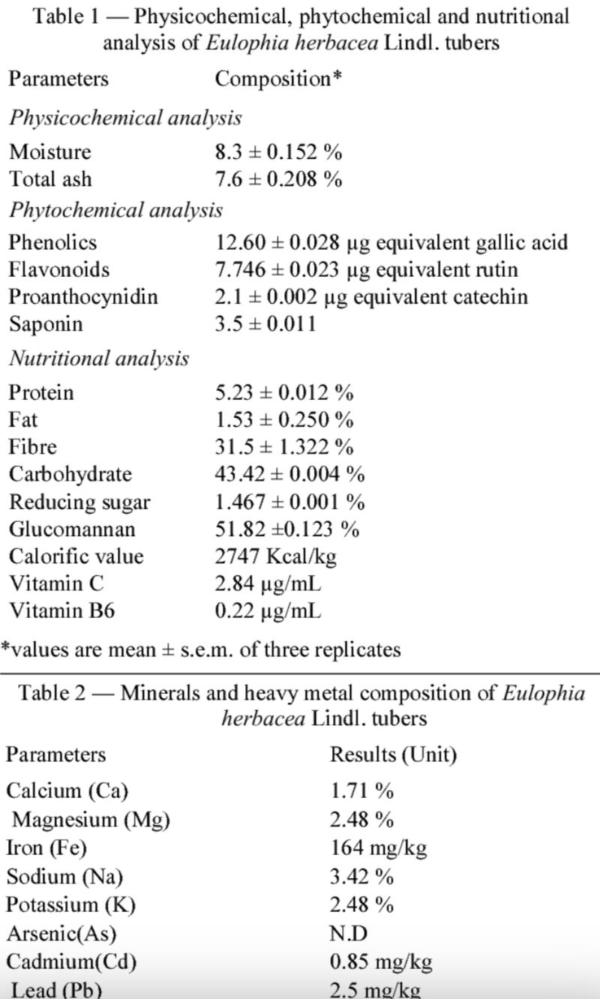 Table 1 — Physicochemical, phytochemical and nutritional
analysis of Eulophia herbacea Lindl. tubers
Parameters Composition*
Physicochemical analysis
Moisture 8.3 ± 0.152 %
Total ash 7.6 ± 0.208 %
Phytochemical analysis
Phenolics 12.60 ± 0.028 µg equivalent gallic acid
Flavonoids 7.746 ± 0.023 µg equivalent rutin
Proanthocynidin 2.1 ± 0.002 µg equivalent catechin
Saponin 3.5 ± 0.011
Nutritional analysis
Protein 5.23 ± 0.012 %
Fat 1.53 ± 0.250 %
Fibre 31.5 ± 1.322 %
Carbohydrate 43.42 ± 0.004 %
Reducing sugar 1.467 ± 0.001 %
Glucomannan 51.82 ±0.123 %
Calorific value 2747 Kcal/kg
Vitamin C 2.84 µg/mL
Vitamin B6 0.22 µg/mL
*values are mean ± s.e.m. of three replicates
Table 2 — Minerals and heavy metal composition of Eulophia
herbacea Lindl. tubers
Parameters Results (Unit)
Calcium (Ca) 1.71 %
Magnesium (Mg) 2.48 %
Iron (Fe) 164 mg/kg
Sodium (Na) 3.42 %
Potassium (K) 2.48 %
Arsenic(As) N.D
Cadmium(Cd) 0.85 mg/kg
Lead (Pb) 2.5 mg/kg